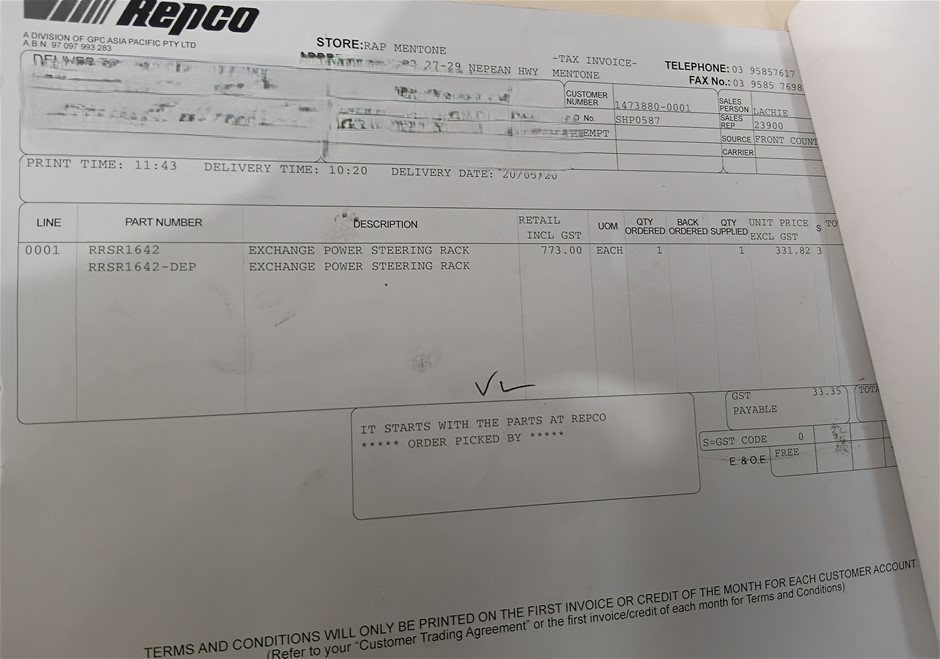 Repco
A DIVISION OF GPC ASIA PACIFIC PTY LTD
A.B.N. 97 097 993 283
STORE:RAP MENTONE
27-29 NEPEAN HWY
-TAX INVOICE-
MENTONE
TELEPHONE: 03 95857617
FAX No.: 03 9585 7698
CUSTOMER NUMBER 1473880-0001
No. SHP0587
SALES PERSON LACHIE
SALES REP 23900
SOURCE FRONT COUNT
CARRIER
PRINT TIME: 11:43 DELIVERY TIME: 10:20 DELIVERY DATE: 20/05/20
LINE PART NUMBER DESCRIPTION RETAIL INCL GST UOM QTY ORDERED BACK ORDERED QTY SUPPLIED UNIT PRICE EXCL GST S TO
0001 RRSR1642 EXCHANGE POWER STEERING RACK 773.00 EACH 1 1 331.82 3
RRSR1642-DEP EXCHANGE POWER STEERING RACK
GST PAYABLE 33.35
IT STARTS WITH THE PARTS AT REPCO
***** ORDER PICKED BY *****
S=GST CODE 0
E. & O.E. FREE
TERMS AND CONDITIONS WILL ONLY BE PRINTED ON THE FIRST INVOICE OR CREDIT OF THE MONTH FOR EACH CUSTOMER ACCOUNT
(Refer to your "Customer Trading Agreement" or the first invoice/credit of each month for Terms and Conditions)